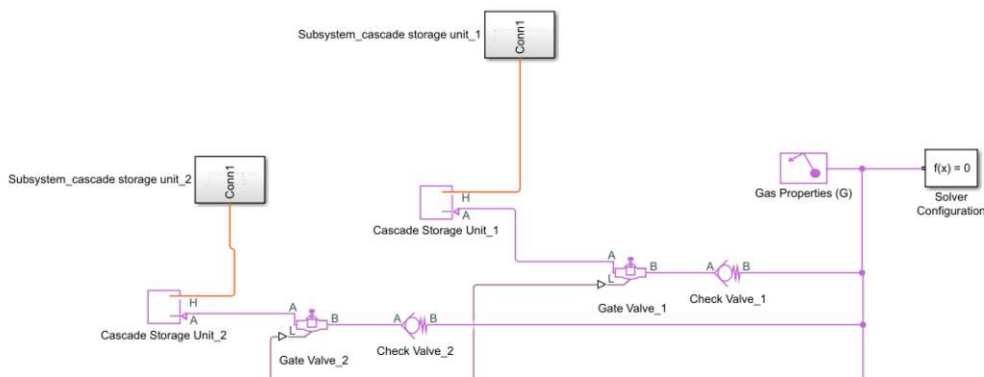 Subsystem_cascade storage unit_1
Conn1
Subsystem_cascade storage unit_2
Conn1
Gas Properties (G)
f(x) = 0
Solver
Configuration
H
A
Cascade Storage Unit_1
A
B
L
Gate Valve_1
A
B
Check Valve_1
H
A
Cascade Storage Unit_2
A
B
L
Gate Valve_2
A
B
Check Valve_2